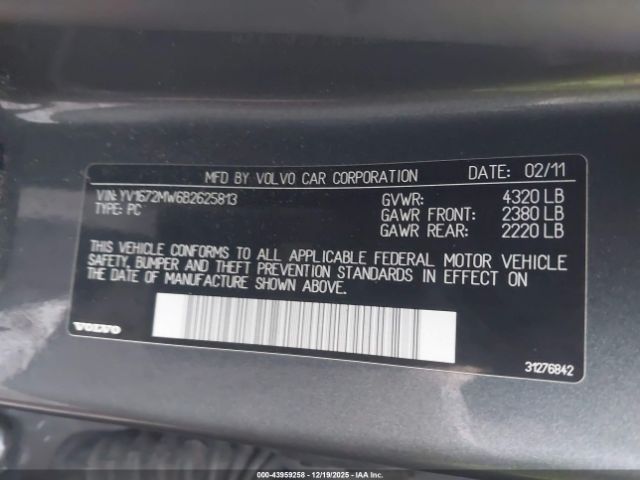 MFD BY VOLVO CAR CORPORATION DATE: 02/11
VIN: YV1672MW6B2625813 GVWR: 4320 LB
TYPE: PC GAWR FRONT: 2380 LB
GAWR REAR: 2220 LB
THIS VEHICLE CONFORMS TO ALL APPLICABLE FEDERAL MOTOR VEHICLE
SAFETY, BUMPER AND THEFT PREVENTION STANDARDS IN EFFECT ON
THE DATE OF MANUFACTURE SHOWN ABOVE.
VOLVO 31276842
000-43959258 - 12/19/2025 - IAAI.COM